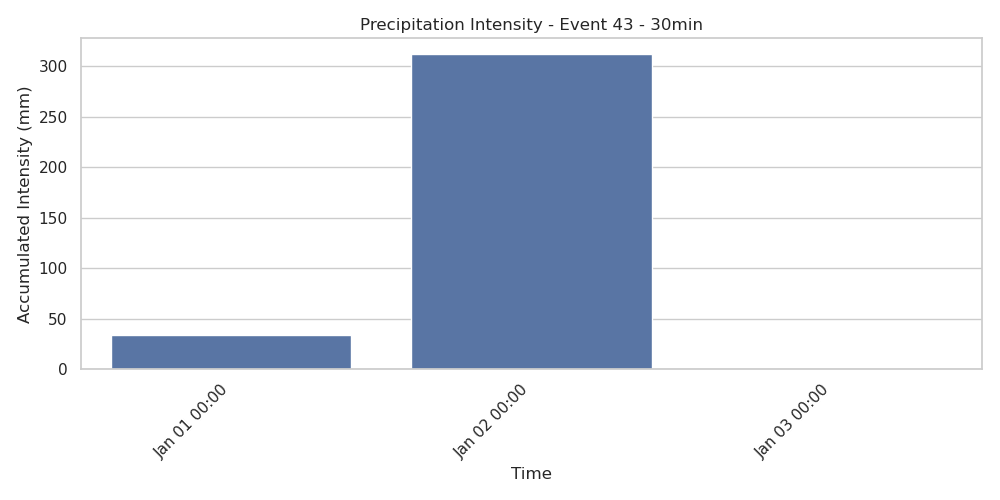 Precipitation Intensity - Event 43 - 30min
Accumulated Intensity (mm)
300
250
200
150
100
50
0
Jan 01 00:00
Jan 02 00:00
Jan 03 00:00
Time